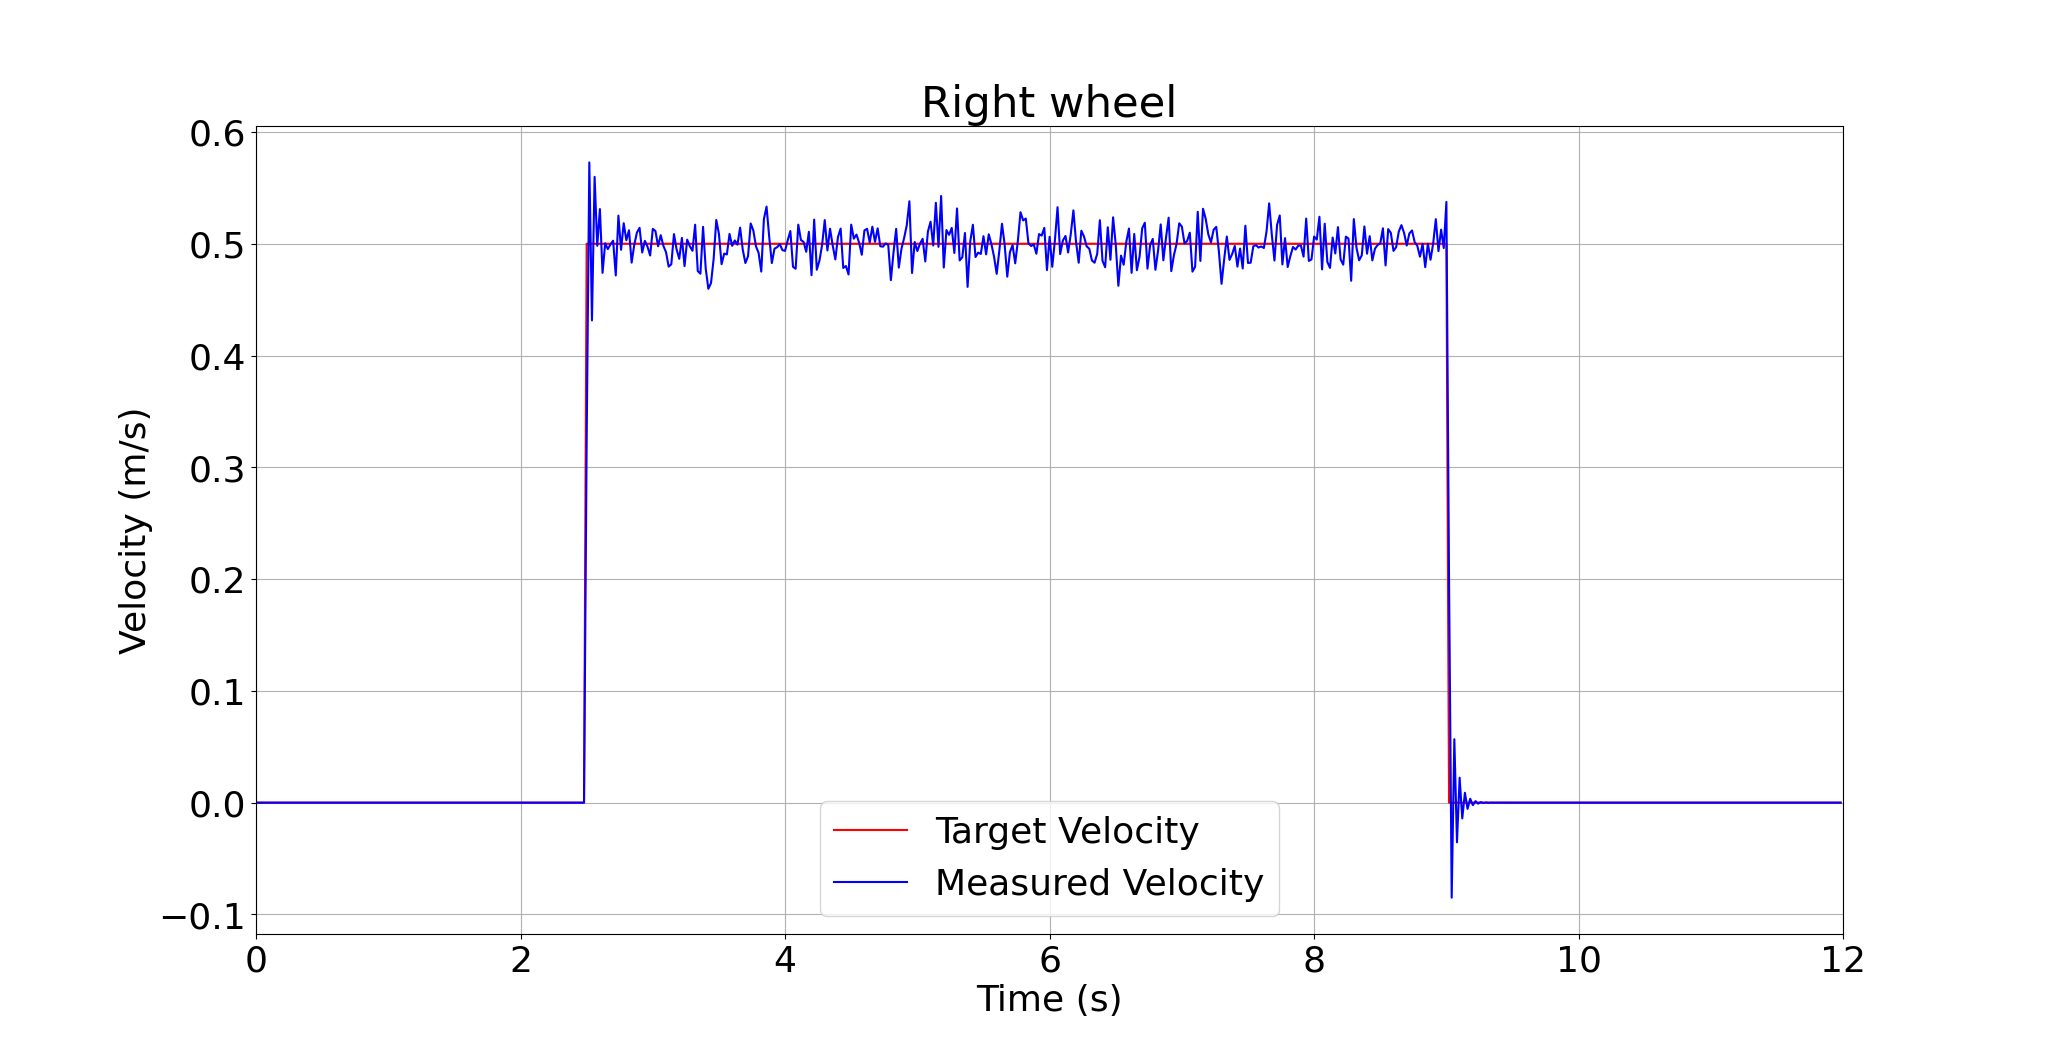 Right wheel
0.6
0.5
0.4
0.3
0.2
0.1
0.0
−0.1
Velocity (m/s)
Target Velocity
Measured Velocity
0 2 4 6 8 10 12
Time (s)